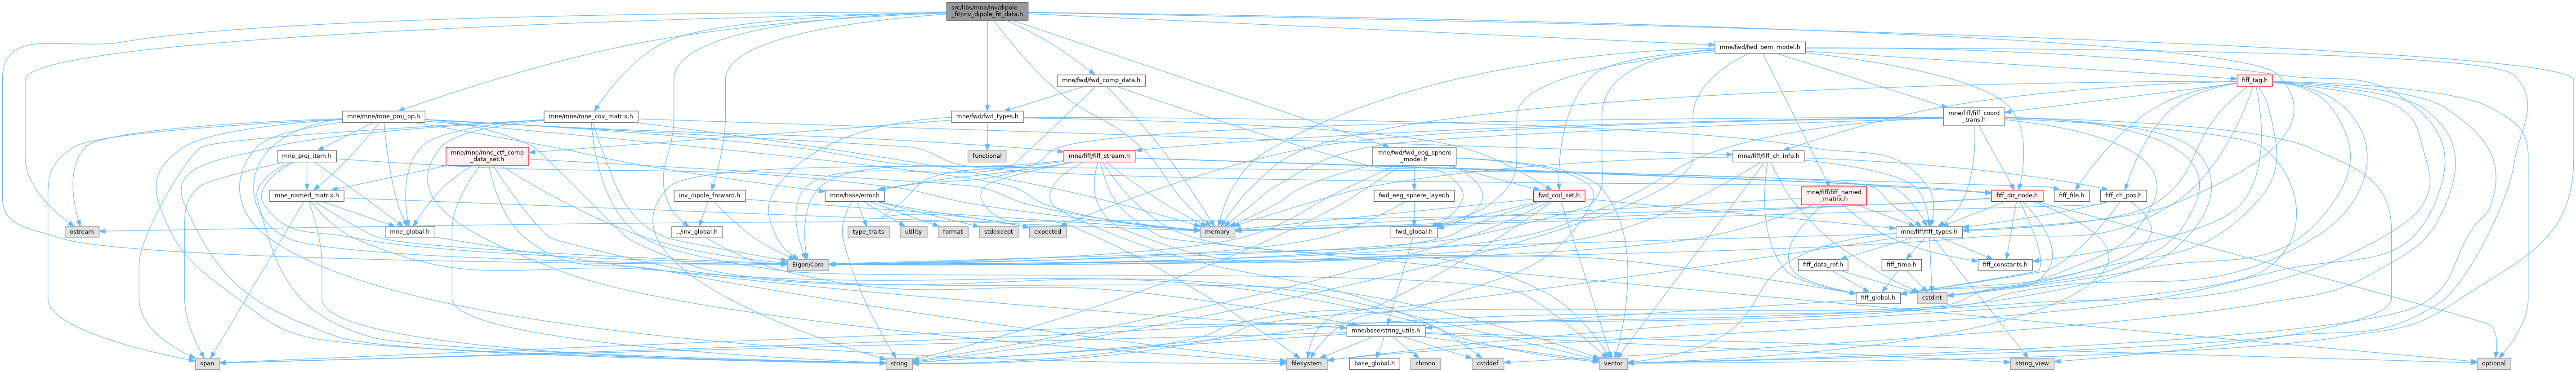 src/libs/mne/inv/dipole
_fit/inv_dipole_fit_data.h
mne/fwd/fwd_bem_model.h
mne/fwd/fwd_comp_data.h
fiff_tag.h
mne/mne/mne_proj_op.h
mne/mne/mne_cov_matrix.h
mne/fwd/fwd_types.h
mne/fiff/fiff_coord
_trans.h
mne_proj_item.h
mne/mne/mne_ctf_comp
_data_set.h
functional
mne/fiff/fiff_stream.h
mne/fwd/fwd_eeg_sphere
_model.h
mne/fiff/fiff_ch_info.h
mne_named_matrix.h
inv_dipole_forward.h
mne/base/error.h
fwd_eeg_sphere_layer.h
fwd_coil_set.h
mne/fiff/fiff_named
_matrix.h
fiff_dir_node.h
fiff_file.h
fiff_ch_pos.h
ostream
mne_global.h
../inv_global.h
type_traits
utility
format
stdexcept
expected
memory
fwd_global.h
mne/fiff/fiff_types.h
Eigen/Core
fiff_data_ref.h
fiff_time.h
fiff_constants.h
fiff_global.h
cstdint
mne/base/string_utils.h
span
string
filesystem
base_global.h
chrono
cstddef
vector
string_view
optional